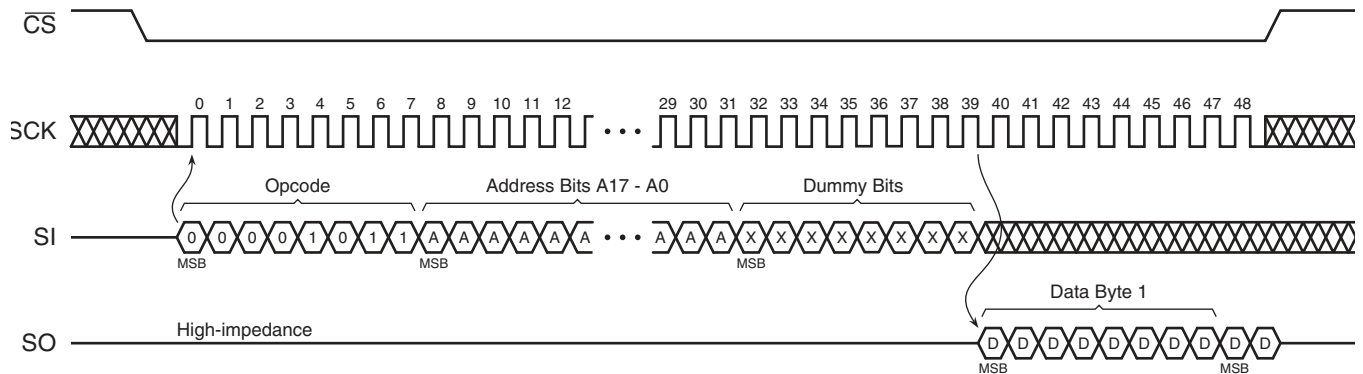 CS
0 1 2 3 4 5 6 7 8 9 10 11 12 29 30 31 32 33 34 35 36 37 38 39 40 41 42 43 44 45 46 47 48
SCK
Opcode Address Bits A17 - A0 Dummy Bits
SI 0 0 0 0 1 0 1 1 A A A A A A A A A X X X X X X X X
MSB MSB MSB
Data Byte 1
High-impedance
SO D D D D D D D D D D
MSB MSB